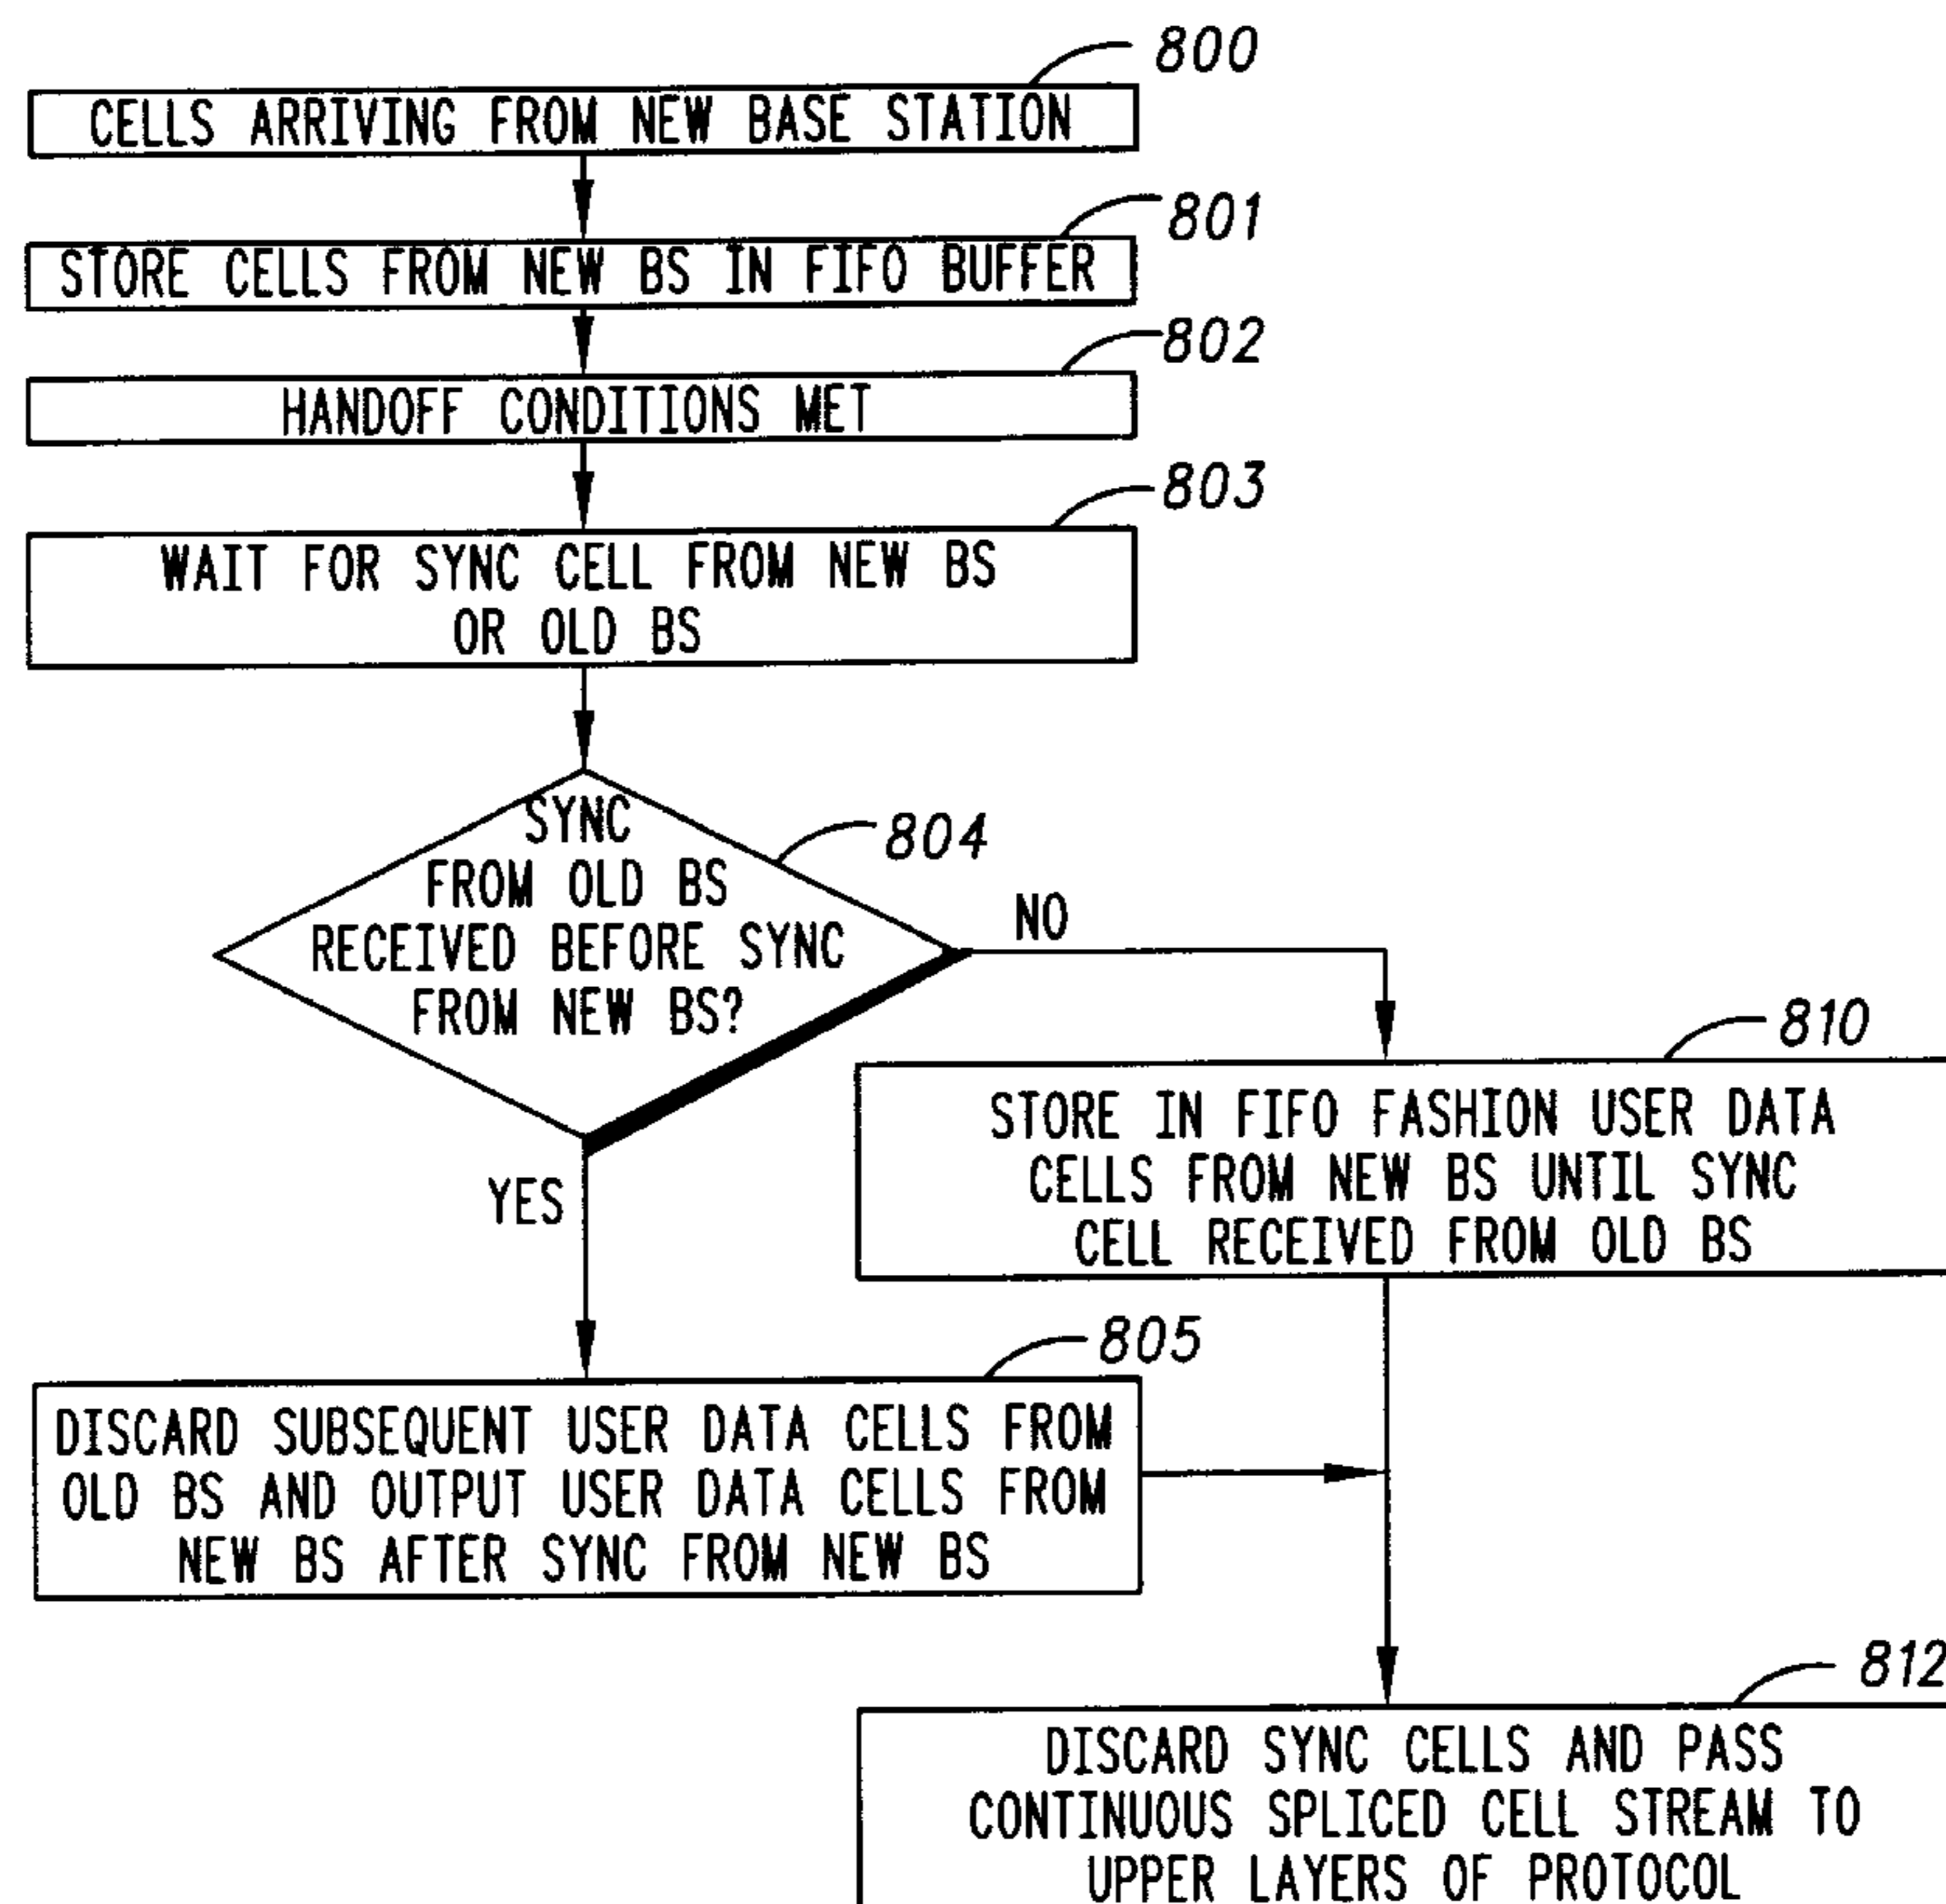 800
CELLS ARRIVING FROM NEW BASE STATION
801
STORE CELLS FROM NEW BS IN FIFO BUFFER
802
HANDOFF CONDITIONS MET
803
WAIT FOR SYNC CELL FROM NEW BS
OR OLD BS
804
SYNC
FROM OLD BS
RECEIVED BEFORE SYNC
FROM NEW BS?
NO
YES
810
STORE IN FIFO FASHION USER DATA
CELLS FROM NEW BS UNTIL SYNC
CELL RECEIVED FROM OLD BS
805
DISCARD SUBSEQUENT USER DATA CELLS FROM
OLD BS AND OUTPUT USER DATA CELLS FROM
NEW BS AFTER SYNC FROM NEW BS
812
DISCARD SYNC CELLS AND PASS
CONTINUOUS SPLICED CELL STREAM TO
UPPER LAYERS OF PROTOCOL